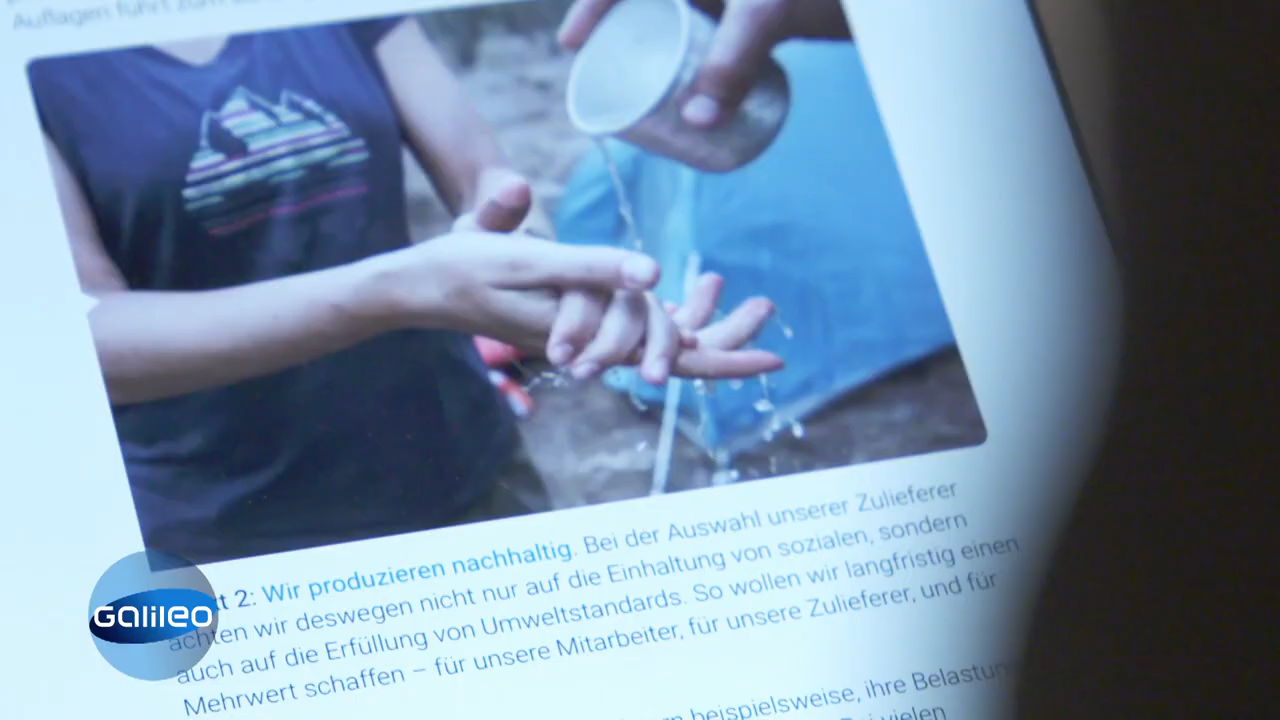 Auflagen führt zum
t 2: Wir produzieren nachhaltig. Bei der Auswahl unserer Zulieferer
achten wir deswegen nicht nur auf die Einhaltung von sozialen, sondern
auch auf die Erfüllung von Umweltstandards. So wollen wir langfristig einen
Mehrwert schaffen – für unsere Mitarbeiter, für unsere Zulieferer, und für
beispielsweise, ihre Belastun
vielen
Galileo